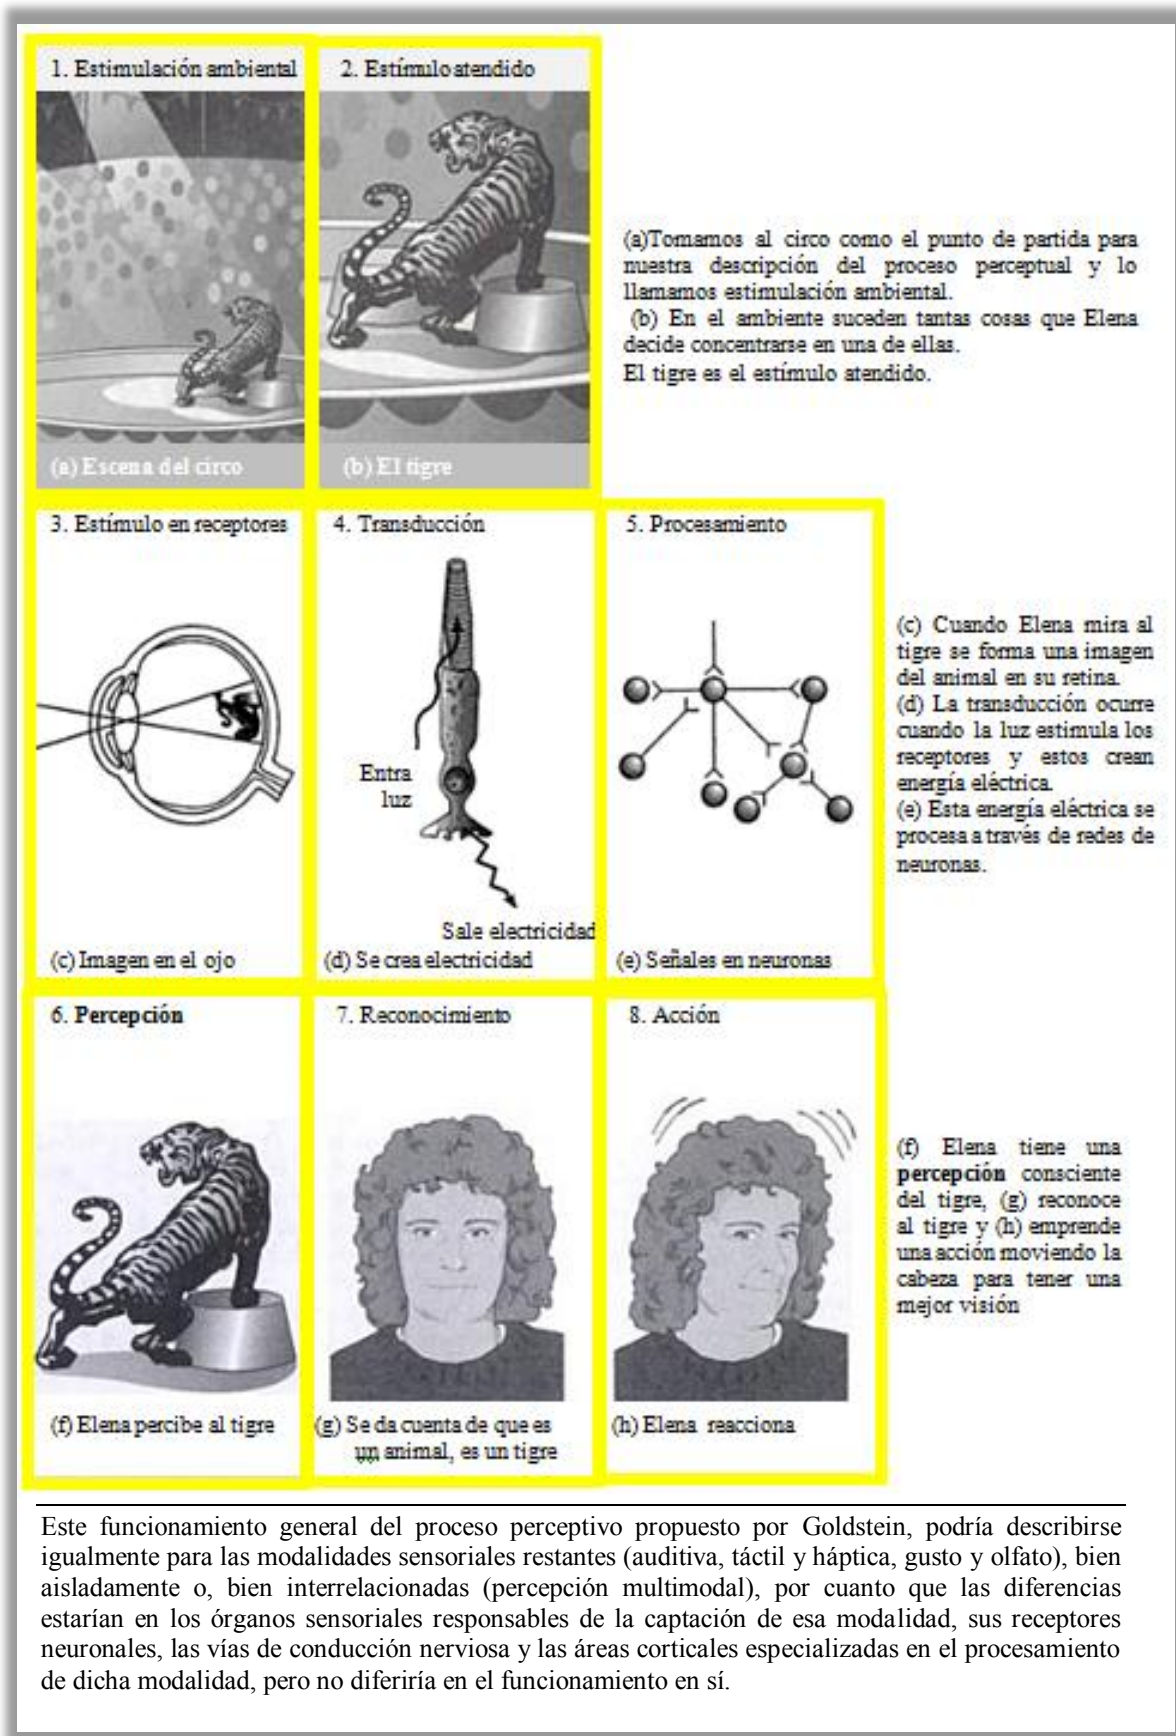 1. Estimulación ambiental
2. Estímulo atendido
(a) Escena del circo
(b) El tigre
(a)Tomamos al circo como el punto de partida para
nuestra descripción del proceso perceptual y lo
llamamos estimulación ambiental.
(b) En el ambiente suceden tantas cosas que Elena
decide concentrarse en una de ellas.
El tigre es el estímulo atendido.
3. Estímulo en receptores
4. Transducción
5. Procesamiento
Entra
luz
Sale electricidad
(c) Imagen en el ojo
(d) Se crea electricidad
(e) Señales en neuronas
(c) Cuando Elena mira al
tigre se forma una imagen
del animal en su retina.
(d) La transducción ocurre
cuando la luz estimula los
receptores y estos crean
energía eléctrica.
(e) Esta energía eléctrica se
procesa a través de redes de
neuronas.
6. Percepción
7. Reconocimiento
8. Acción
(f) Elena percibe al tigre
(g) Se da cuenta de que es
un animal, es un tigre
(h) Elena reacciona
(f) Elena tiene una
percepción consciente
del tigre, (g) reconoce
al tigre y (h) emprende
una acción moviendo la
cabeza para tener una
mejor visión
Este funcionamiento general del proceso perceptivo propuesto por Goldstein, podría describirse
igualmente para las modalidades sensoriales restantes (auditiva, táctil y háptica, gusto y olfato), bien
aisladamente o, bien interrelacionadas (percepción multimodal), por cuanto que las diferencias
estarían en los órganos sensoriales responsables de la captación de esa modalidad, sus receptores
neuronales, las vías de conducción nerviosa y las áreas corticales especializadas en el procesamiento
de dicha modalidad, pero no diferiría en el funcionamiento en sí.